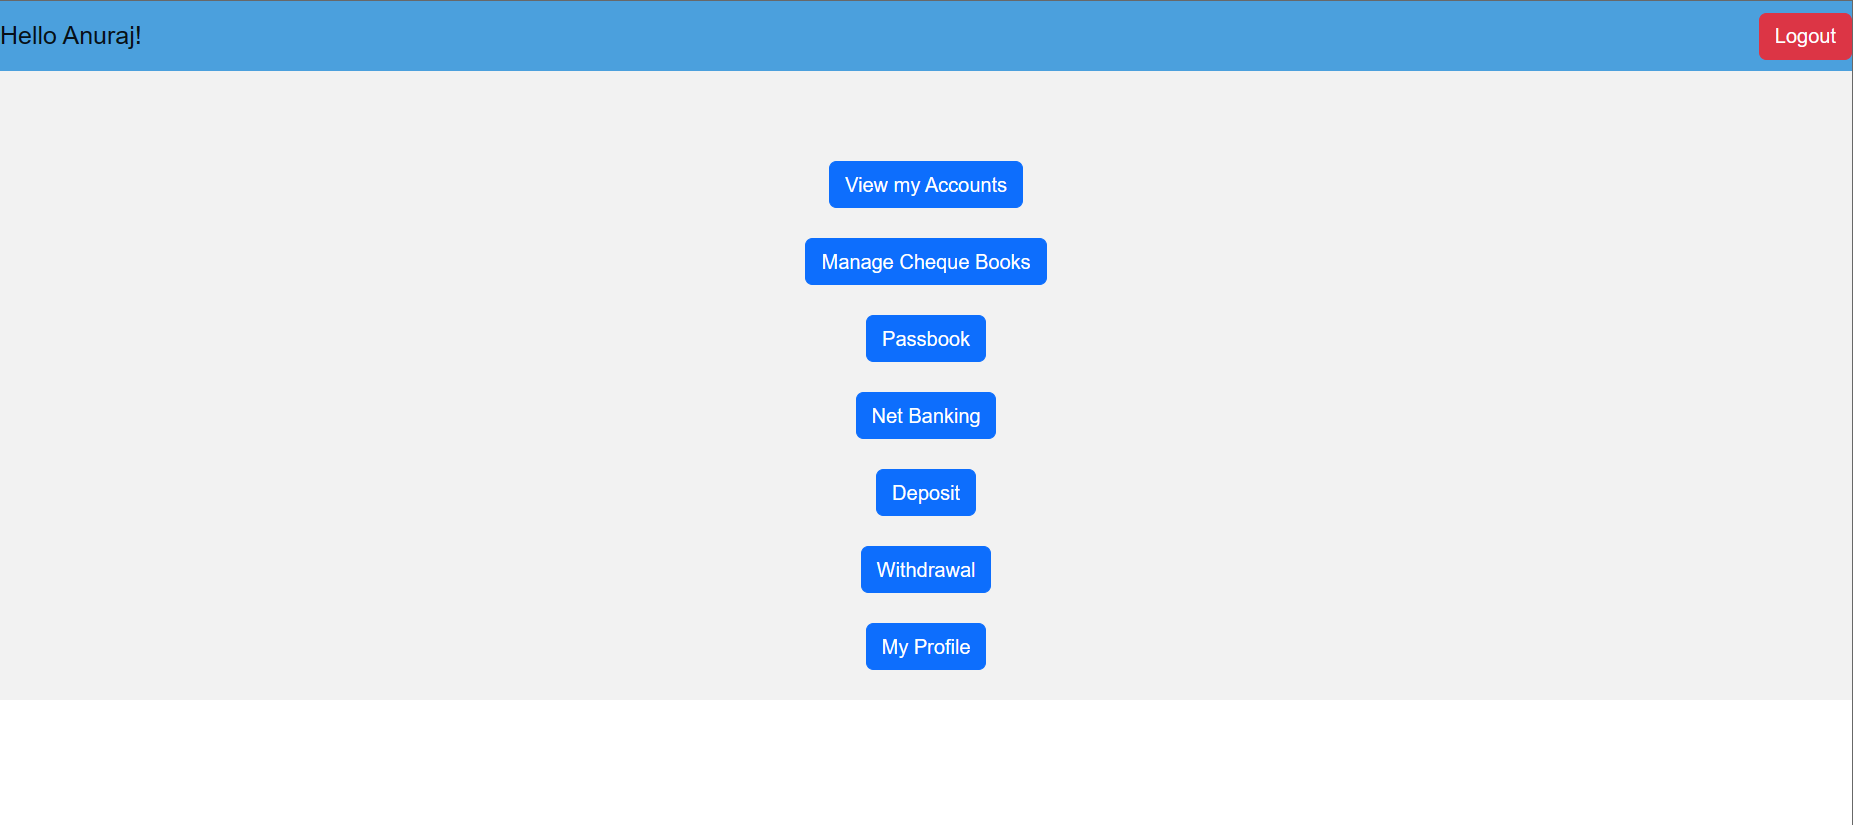 Hello Anuraj!
Logout
View my Accounts
Manage Cheque Books
Passbook
Net Banking
Deposit
Withdrawal
My Profile